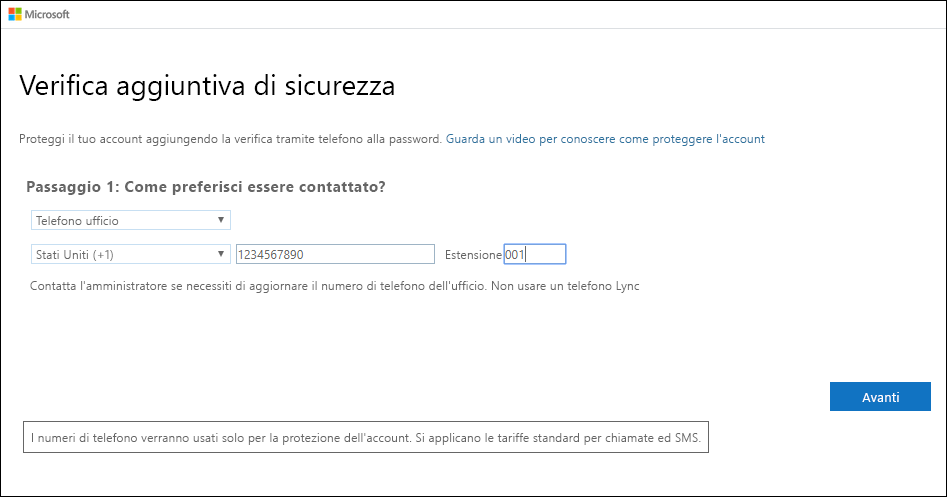 Microsoft
Verifica aggiuntiva di sicurezza
Proteggi il tuo account aggiungendo la verifica tramite telefono alla password. Guarda un video per conoscere come proteggere l'account
Passaggio 1: Come preferisci essere contattato?
Telefono ufficio
Stati Uniti (+1) 1234567890 Estensione 001
Contatta l'amministratore se necessiti di aggiornare il numero di telefono dell'ufficio. Non usare un telefono Lync
Avanti
I numeri di telefono verranno usati solo per la protezione dell'account. Si applicano le tariffe standard per chiamate ed SMS.